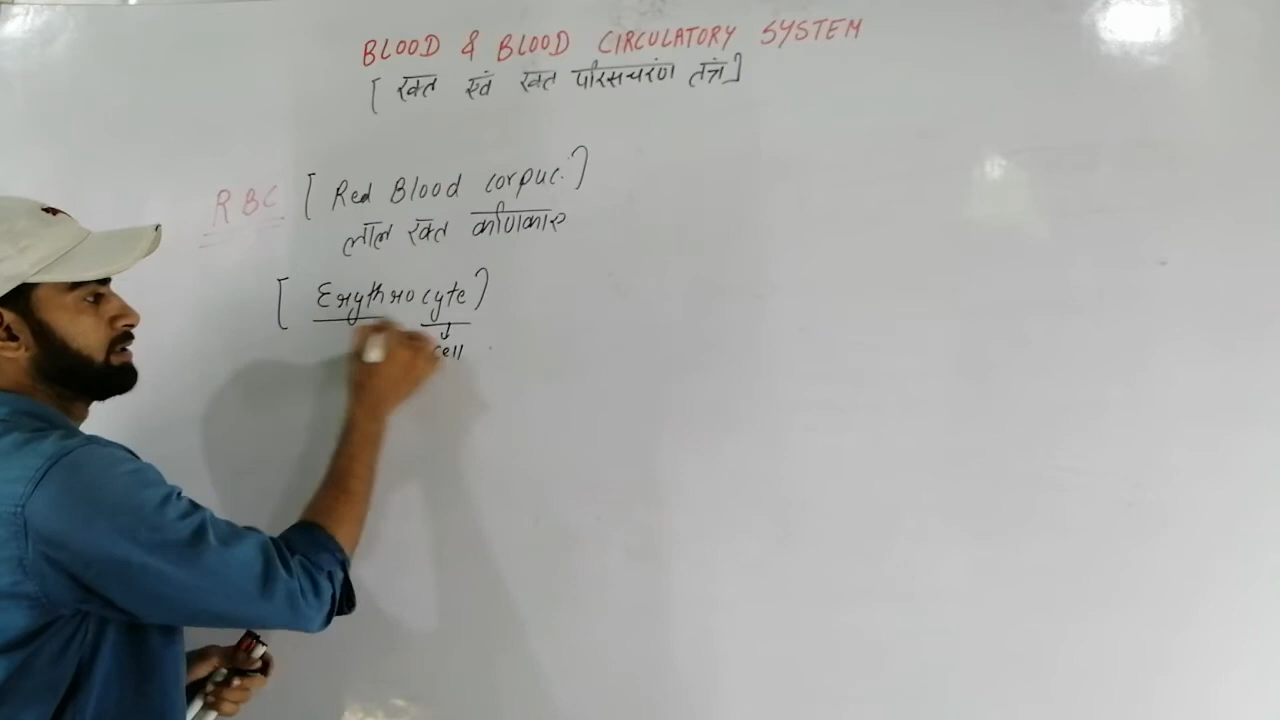 BLOOD & BLOOD CIRCULATORY SYSTEM
[ रक्त एवं रक्त परिसंचरण तंत्र ]
RBC [ Red Blood corpuc. ]
लाल रक्त कणिकाए
[ Erythrocyte ]
cell